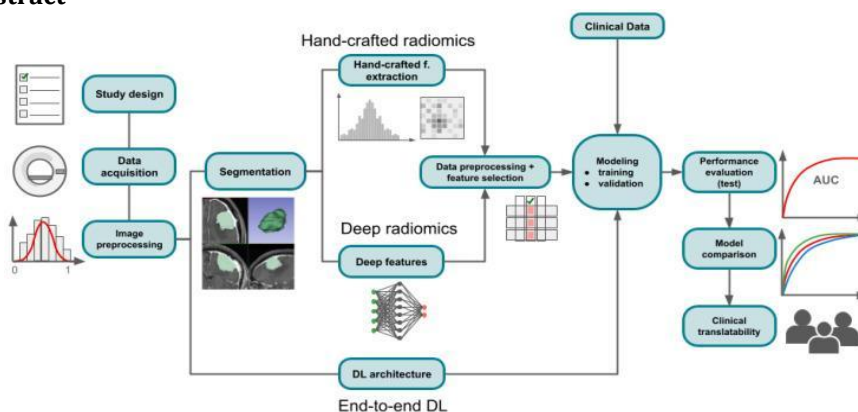 Clinical Data
Hand-crafted radiomics
Hand-crafted f.
extraction
Study design
Data
acquisition
Image
preprocessing
0
1
Segmentation
Data preprocessing +
feature selection
Deep radiomics
Deep features
DL architecture
End-to-end DL
Modeling
• training
• validation
Performance
evaluation
(test)
AUC
Model
comparison
Clinical
translatability